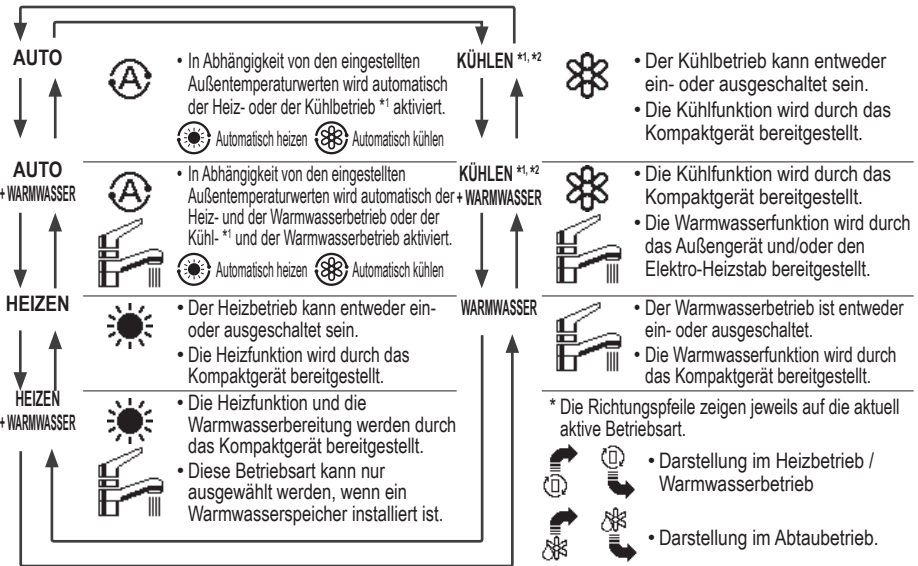 AUTO
• In Abhängigkeit von den eingestellten
Außentemperaturwerten wird automatisch
der Heiz- oder der Kühlbetrieb *1 aktiviert.
Automatisch heizen Automatisch kühlen
AUTO
+ WARMWASSER
• In Abhängigkeit von den eingestellten
Außentemperaturwerten wird automatisch der
Heiz- und der Warmwasserbetrieb oder der
Kühl- *1 und der Warmwasserbetrieb aktiviert.
Automatisch heizen Automatisch kühlen
HEIZEN
• Der Heizbetrieb kann entweder ein-
oder ausgeschaltet sein.
• Die Heizfunktion wird durch das
Kompaktgerät bereitgestellt.
HEIZEN
+ WARMWASSER
• Die Heizfunktion und die
Warmwasserbereitung werden durch
das Kompaktgerät bereitgestellt.
• Diese Betriebsart kann nur
ausgewählt werden, wenn ein
Warmwasserspeicher installiert ist.
KÜHLEN *1, *2
• Der Kühlbetrieb kann entweder
ein- oder ausgeschaltet sein.
• Die Kühlfunktion wird durch das
Kompaktgerät bereitgestellt.
KÜHLEN *1, *2
+ WARMWASSER
• Die Kühlfunktion wird durch das
Kompaktgerät bereitgestellt.
• Die Warmwasserfunktion wird durch
das Außengerät und/oder den
Elektro-Heizstab bereitgestellt.
WARMWASSER
• Der Warmwasserbetrieb ist entweder
ein- oder ausgeschaltet.
• Die Warmwasserfunktion wird durch
das Kompaktgerät bereitgestellt.
* Die Richtungspfeile zeigen jeweils auf die aktuell
aktive Betriebsart.
• Darstellung im Heizbetrieb /
Warmwasserbetrieb
• Darstellung im Abtaubetrieb.